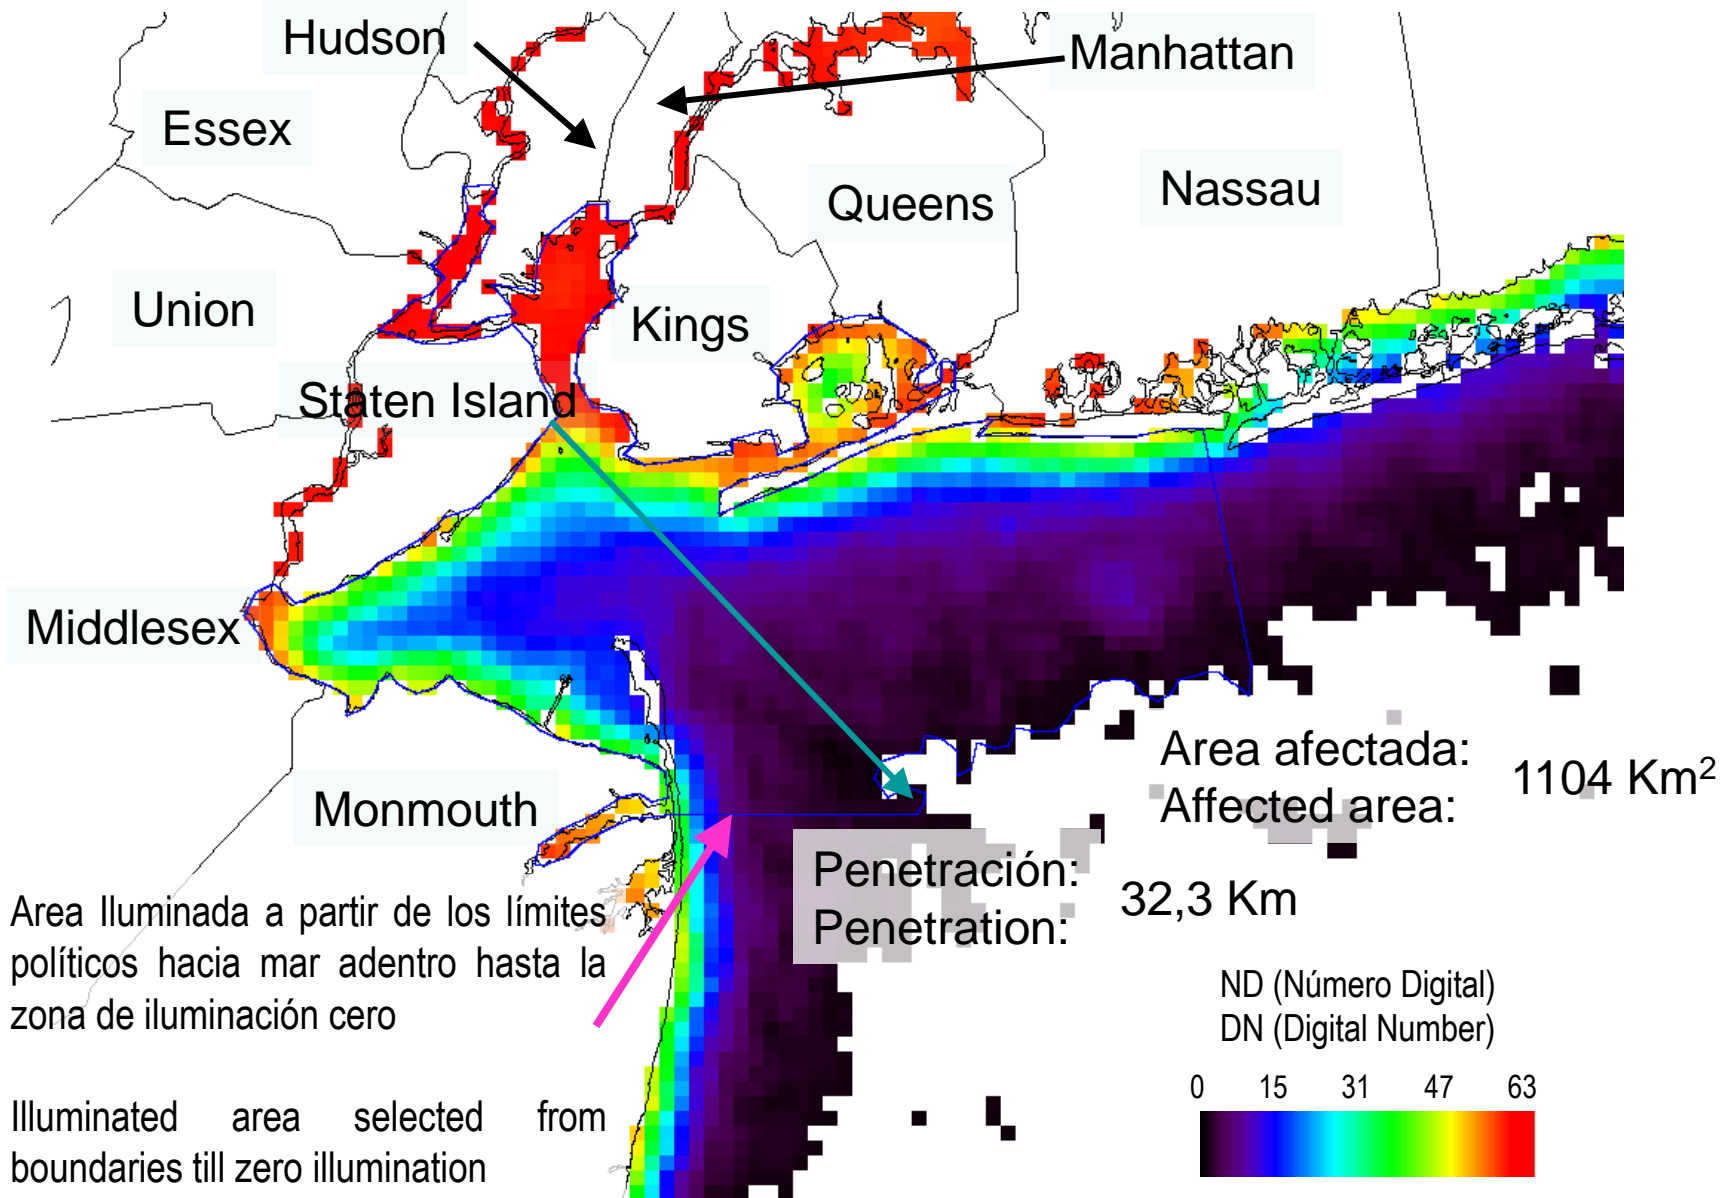 Hudson
Manhattan
Essex
Queens
Nassau
Union
Kings
Staten Island
Middlesex
Monmouth
Area afectada:
Affected area:
1104 Km²
Penetración:
Penetration:
32,3 Km
Area Iluminada a partir de los límites
políticos hacia mar adentro hasta la
zona de iluminación cero
Illuminated area selected from
boundaries till zero illumination
ND (Número Digital)
DN (Digital Number)
0 15 31 47 63